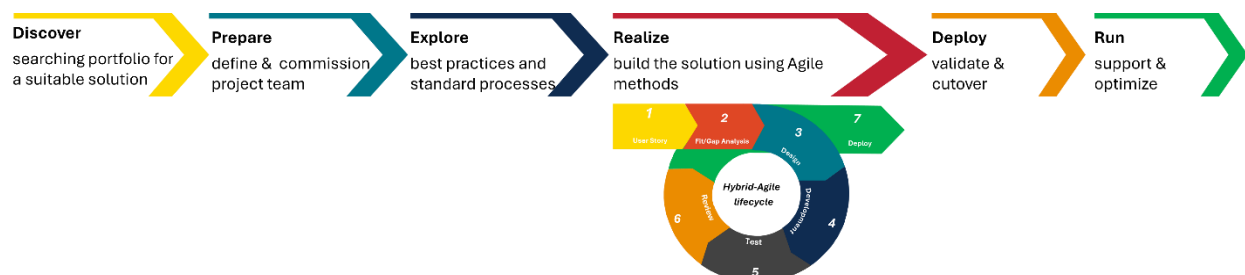 Discover
searching portfolio for
a suitable solution
Prepare
define & commission
project team
Explore
best practices and
standard processes
Realize
build the solution using Agile
methods
Deploy
validate &
cutover
Run
support &
optimize
1
User Story
2
Fit/Gap Analysis
3
Design
4
Development
5
Test
6
Review
7
Deploy
Hybrid-Agile
lifecycle